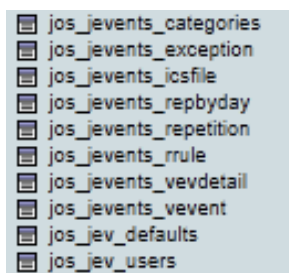 jos_jevents_categories
jos_jevents_exception
jos_jevents_icsfile
jos_jevents_repbyday
jos_jevents_repetition
jos_jevents_rrule
jos_jevents_vevdetail
jos_jevents_vevent
jos_jev_defaults
jos_jev_users